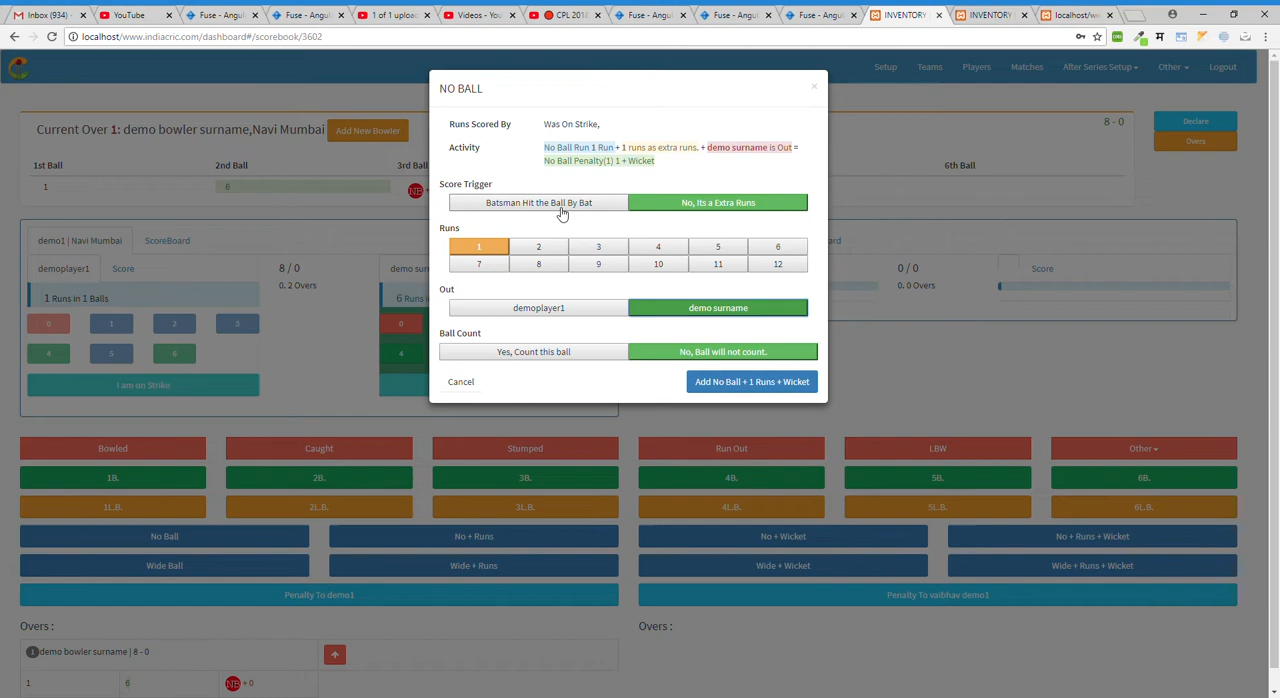 Inbox (934)
YouTube
Fuse - Angul
Fuse - Angul
1 of 1 upload
Videos - You
CPL 2018
Fuse - Angul
Fuse - Angul
Fuse - Angul
INVENTORY
INVENTORY
localhost/we
localhost/www.indiacric.com/dashboard#/scorebook/3602
Setup Teams Players Matches After Series Setup Other Logout
NO BALL ×
Runs Scored By Was On Strike,
Activity No Ball Run 1 Run + 1 runs as extra runs. + demo surname is Out =
No Ball Penalty(1) 1 + Wicket
Score Trigger
Batsman Hit the Ball By Bat No, Its a Extra Runs
Runs
1 2 3 4 5 6
7 8 9 10 11 12
Out
demoplayer1 demo surname
Ball Count
Yes, Count this ball No, Ball will not count.
Cancel Add No Ball + 1 Runs + Wicket
Current Over 1: demo bowler surname,Navi Mumbai Add New Bowler 8 - 0 Declare
Overs
1st Ball 2nd Ball 3rd Bal 6th Ball
1 6 NB
demo1 | Navi Mumbai ScoreBoard ard
demoplayer1 Score 8 / 0 demo sur 0 / 0 Score
0. 2 Overs 0. 0 Overs
1 Runs in 1 Balls 6 Runs i
0 1 2 3 0
4 5 6 4
I am on Strike
Bowled Caught Stumped Run Out LBW Other
1B. 2B. 3B. 4B. 5B. 6B.
1L.B. 2L.B. 3L.B. 4L.B. 5L.B. 6L.B.
No Ball No + Runs No + Wicket No + Runs + Wicket
Wide Ball Wide + Runs Wide + Wicket Wide + Runs + Wicket
Penalty To demo1 Penalty To vaibhav demo1
Overs : Overs :
1 demo bowler surname | 8 - 0
1 6 NB + 0